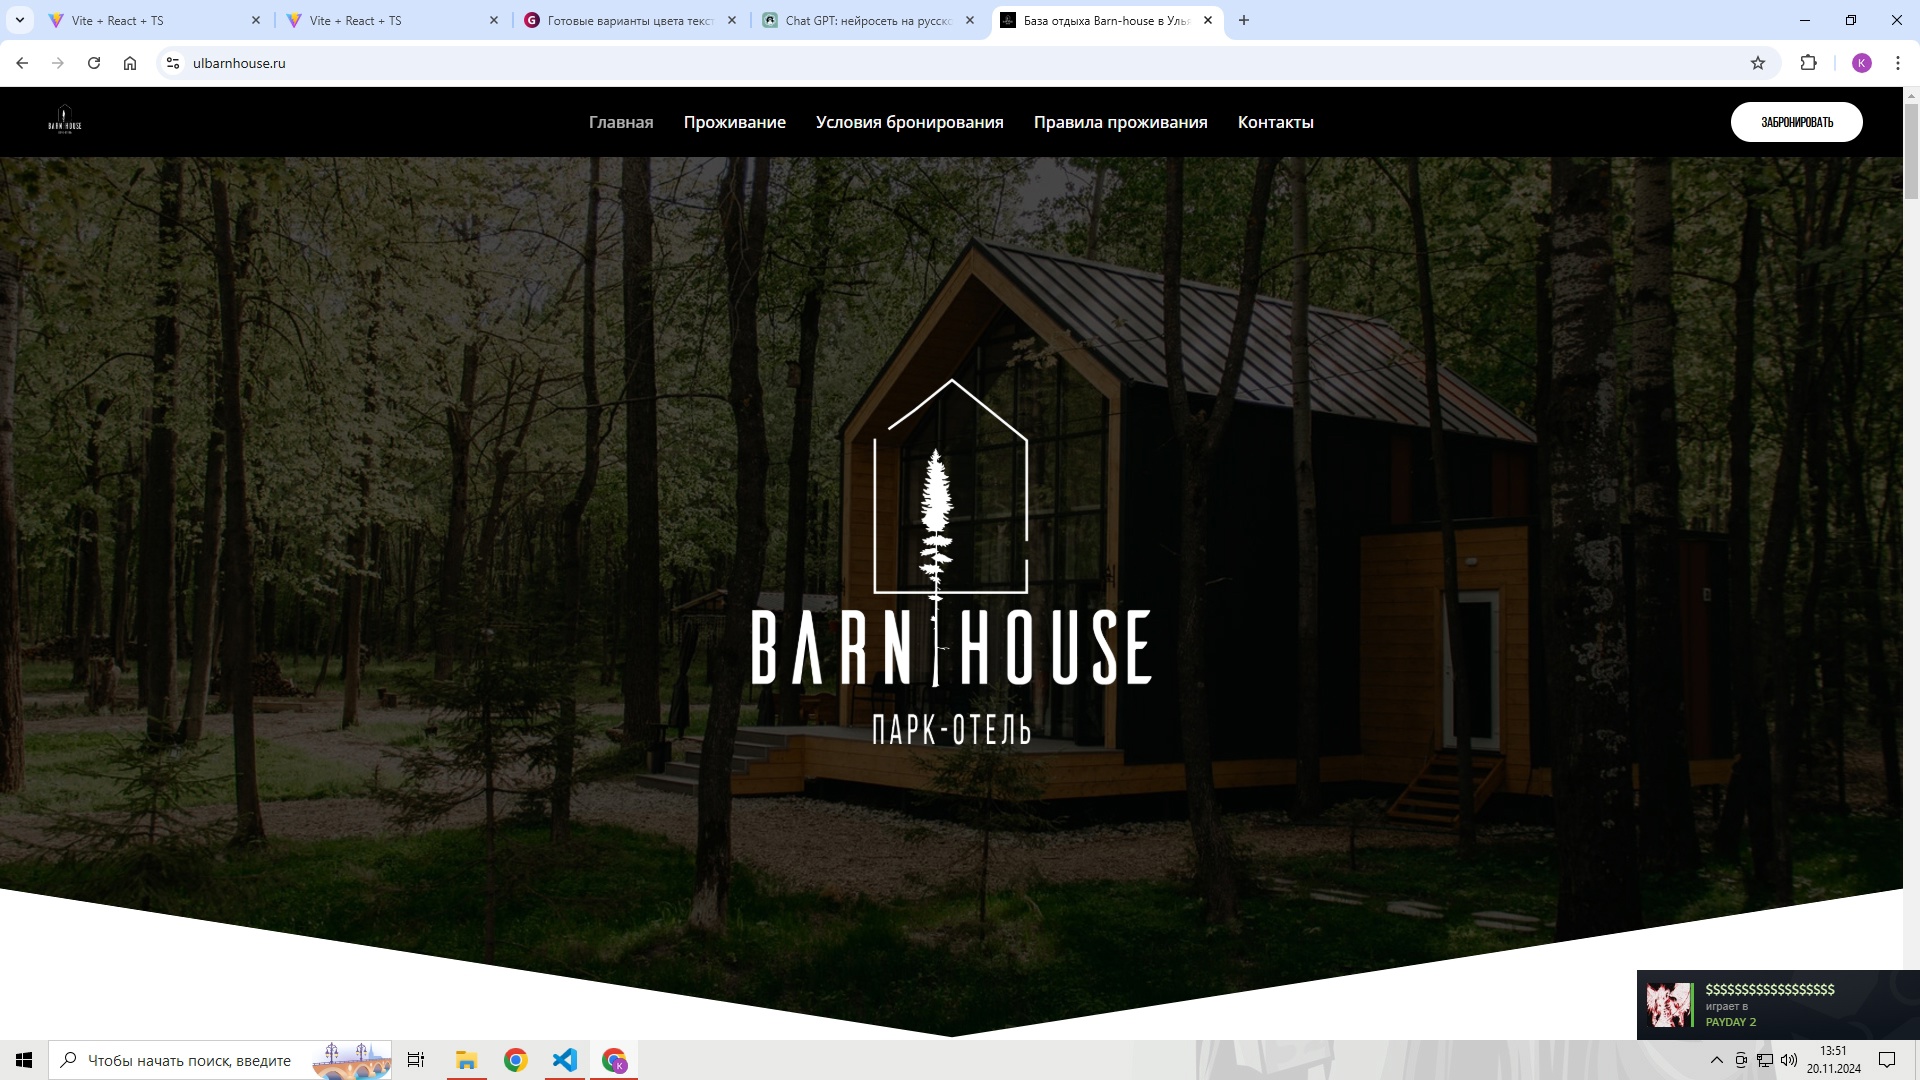 Vite + React + TS
Vite + React + TS
Готовые варианты цвета текст
Chat GPT: нейросеть на русско
База отдыха Barn-house в Улья
ulbarnhouse.ru
K
BARN HOUSE
Главная
Проживание
Условия бронирования
Правила проживания
Контакты
ЗАБРОНИРОВАТЬ
BARN HOUSE
ПАРК-ОТЕЛЬ
$$$$$$$$$$$$$$$$$$
играет в
PAYDAY 2
Чтобы начать поиск, введите
K
13:51
20.11.2024